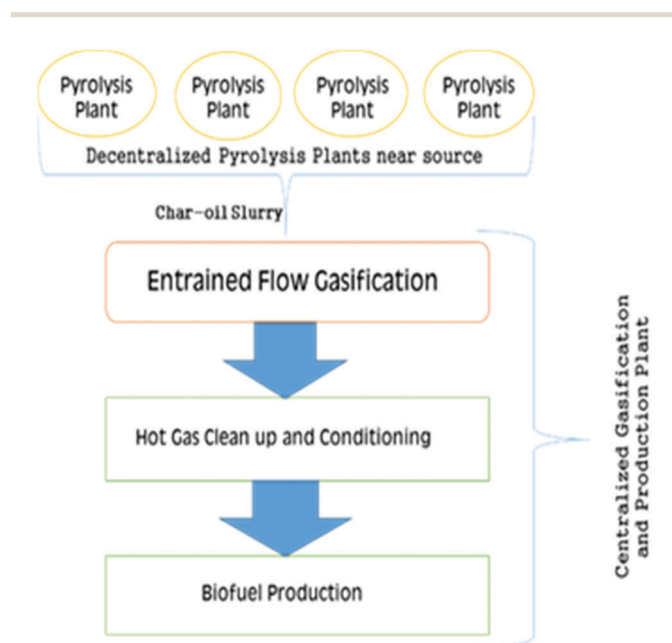 Pyrolysis
Plant
Pyrolysis
Plant
Pyrolysis
Plant
Pyrolysis
Plant
Decentralized Pyrolysis Plants near source
Char-oil Slurry
Entrained Flow Gasification
Hot Gas Clean up and Conditioning
Biofuel Production
Centralized Gasification
and Production Plant